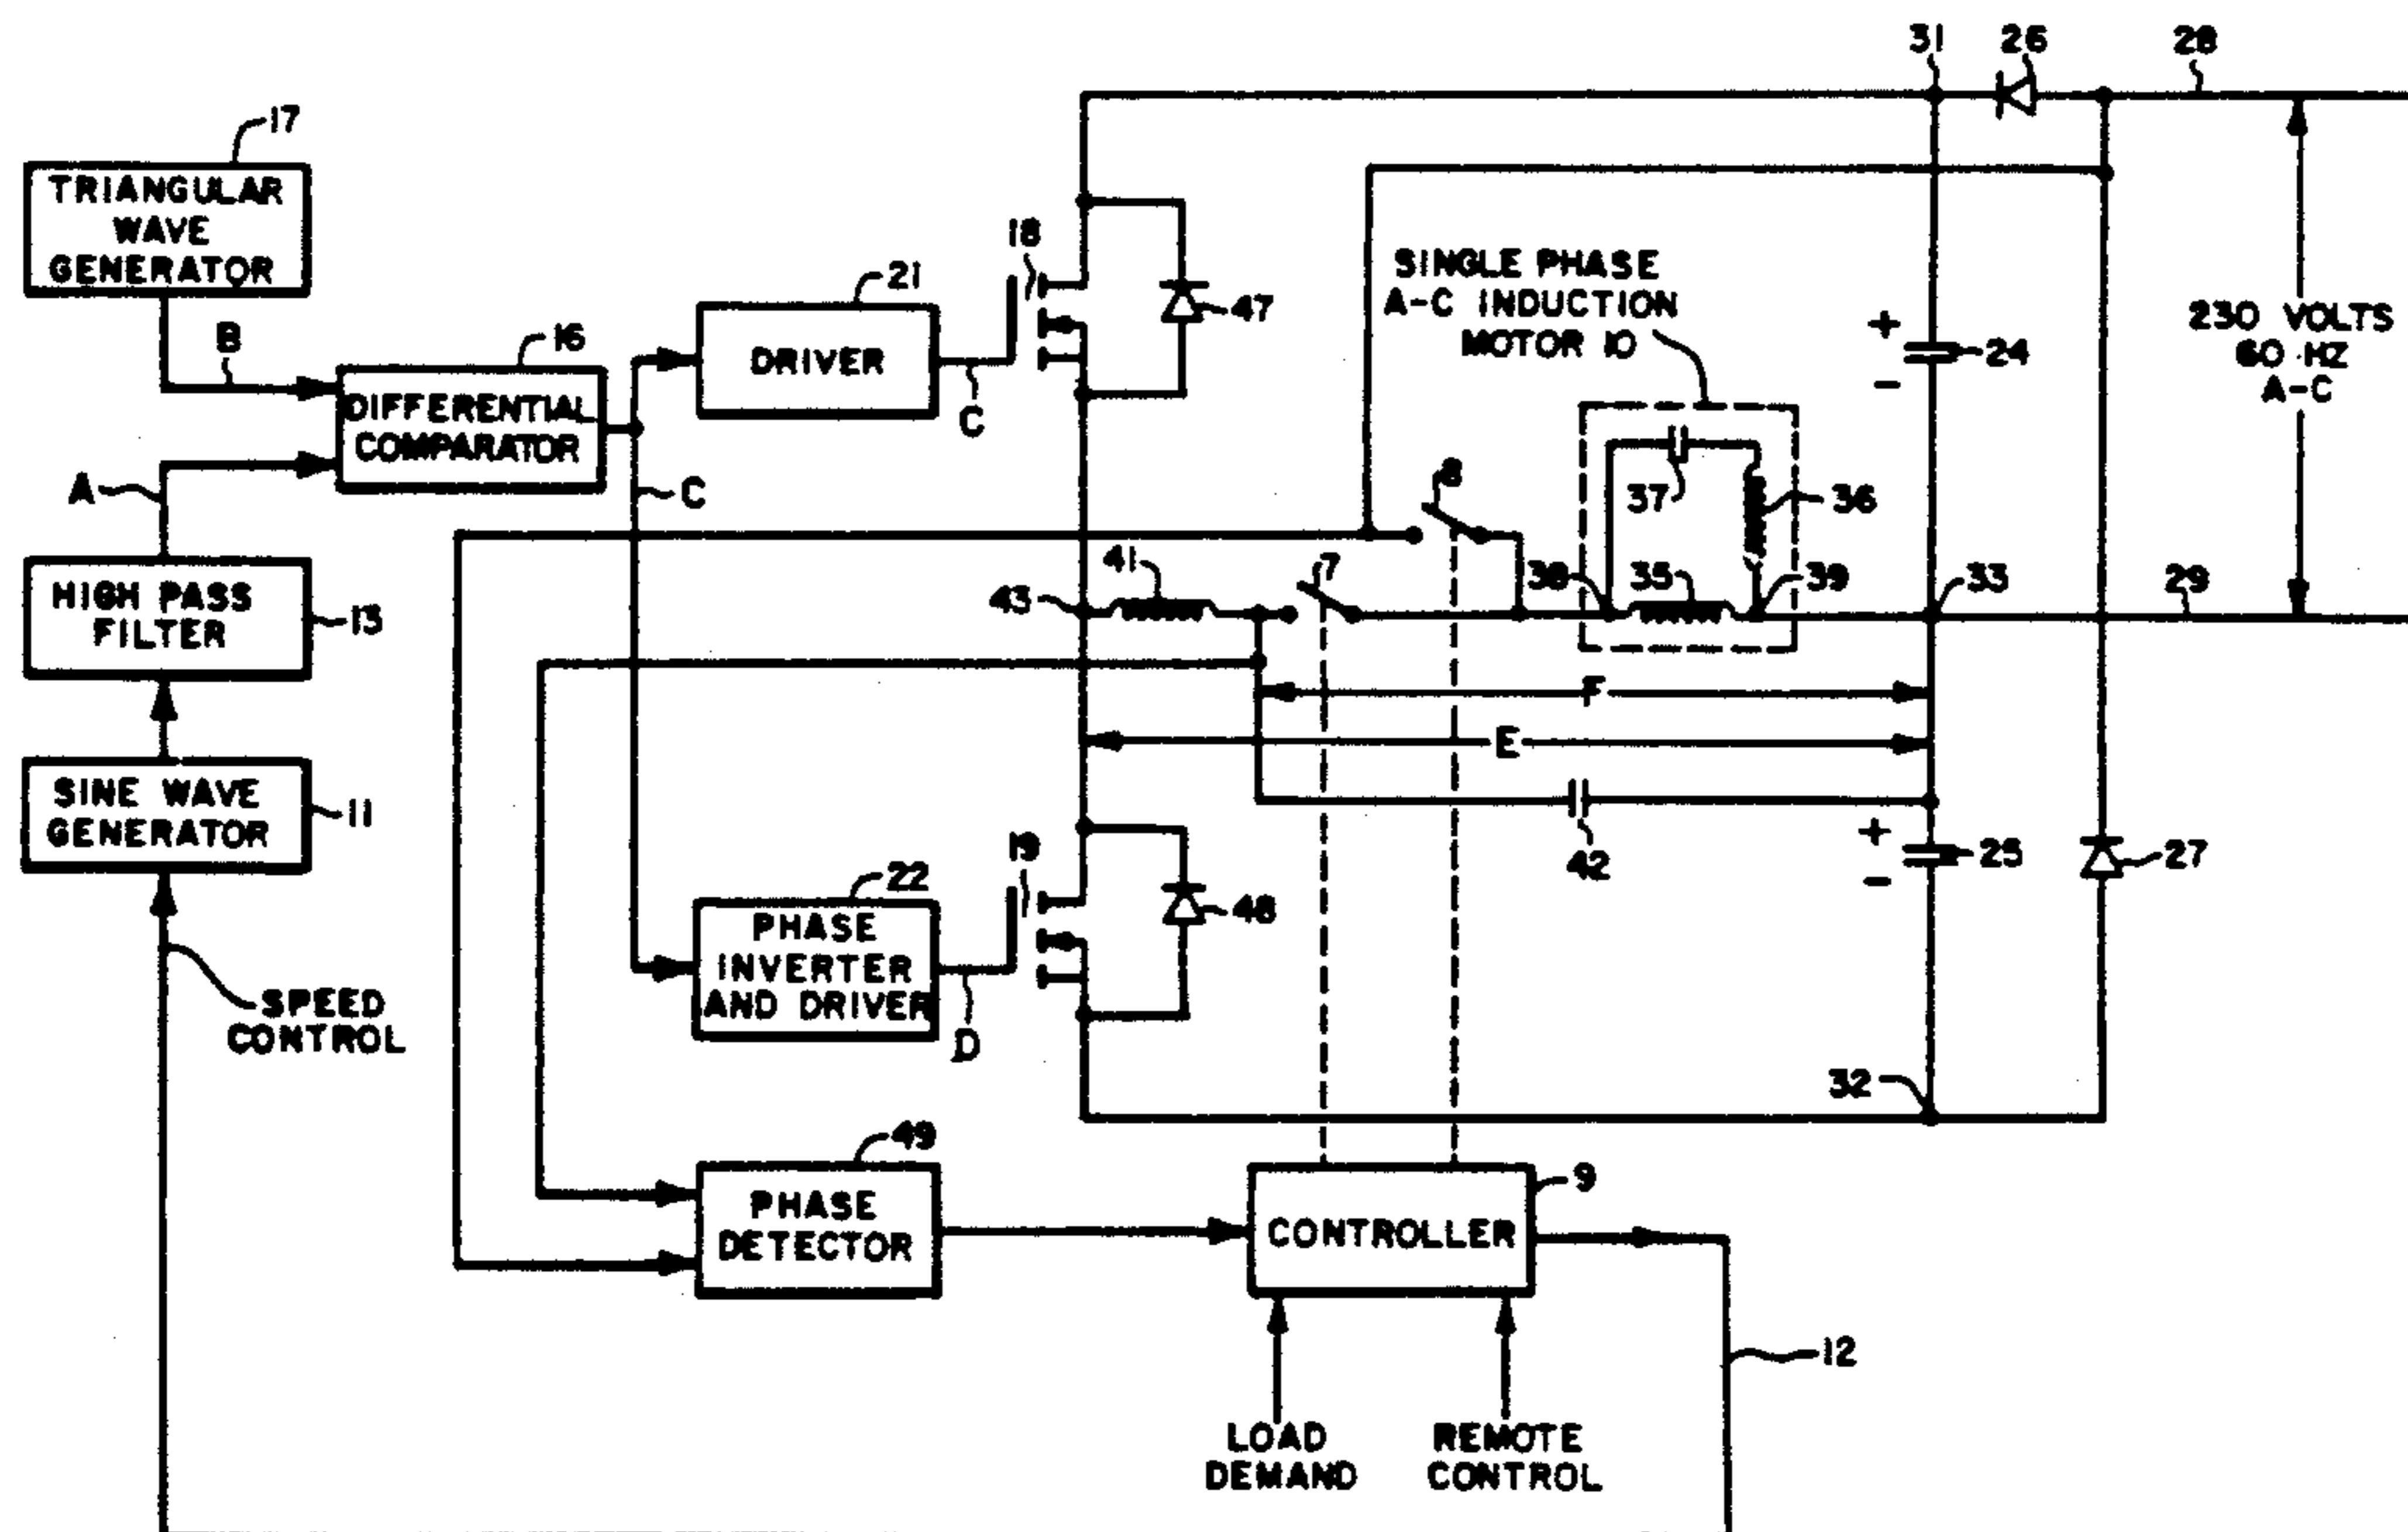 31
26
28
17
TRIANGULAR
WAVE
GENERATOR
B
16
DIFFERENTIAL
COMPARATOR
A
C
21
DRIVER
C
18
47
SINGLE PHASE
A-C INDUCTION
MOTOR 10
+
24
-
230 VOLTS
60 HZ
A-C
HIGH PASS
FILTER
13
8
37
36
41
7
38
35
39
33
29
43
F
E
SINE WAVE
GENERATOR
11
42
+
25
-
27
19
48
22
PHASE
INVERTER
AND DRIVER
D
SPEED
CONTROL
32
49
PHASE
DETECTOR
9
CONTROLLER
12
LOAD
DEMAND
REMOTE
CONTROL